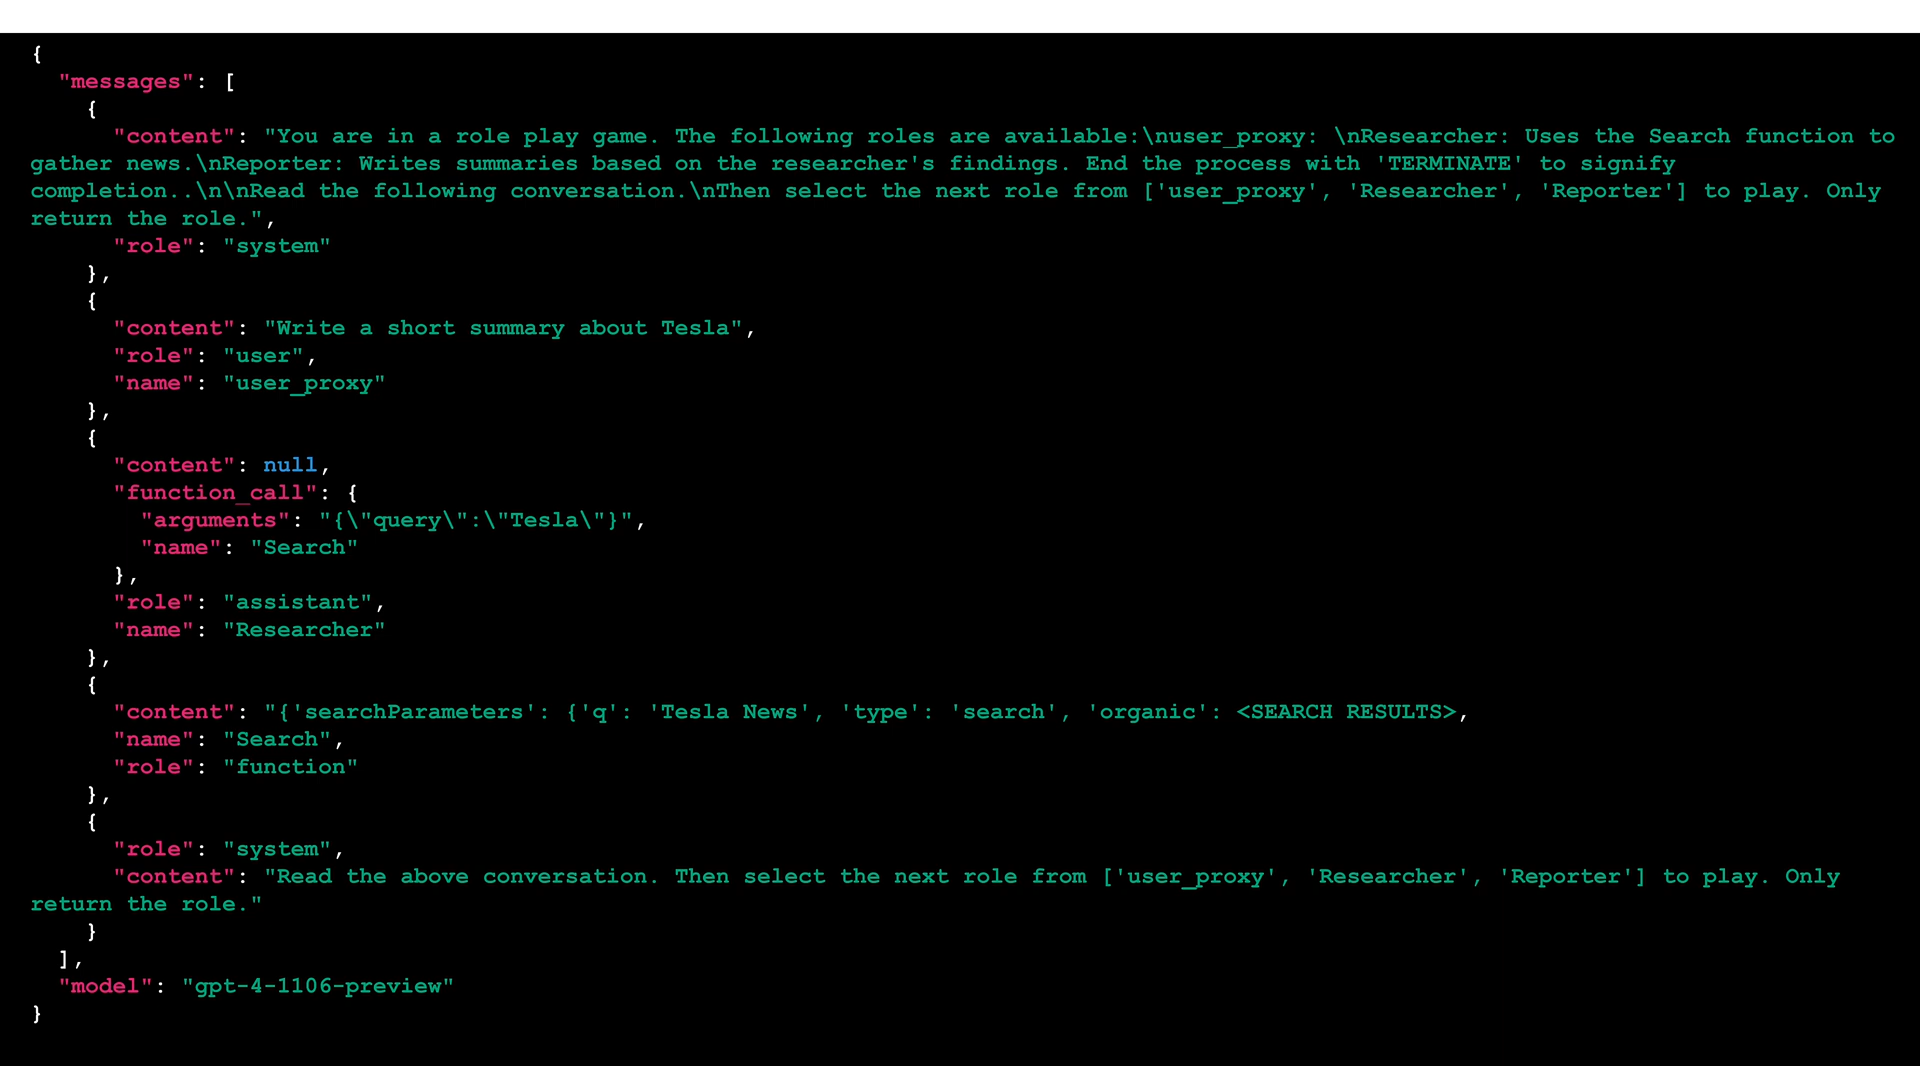 {
"messages": [
{
"content": "You are in a role play game. The following roles are available:\nuser_proxy: \nResearcher: Uses the Search function to
gather news.\nReporter: Writes summaries based on the researcher's findings. End the process with 'TERMINATE' to signify
completion..\n\nRead the following conversation.\nThen select the next role from ['user_proxy', 'Researcher', 'Reporter'] to play. Only
return the role.",
"role": "system"
},
{
"content": "Write a short summary about Tesla",
"role": "user",
"name": "user_proxy"
},
{
"content": null,
"function_call": {
"arguments": "{\"query\":\"Tesla\"}",
"name": "Search"
},
"role": "assistant",
"name": "Researcher"
},
{
"content": "{'searchParameters': {'q': 'Tesla News', 'type': 'search', 'organic': <SEARCH RESULTS>,
"name": "Search",
"role": "function"
},
{
"role": "system",
"content": "Read the above conversation. Then select the next role from ['user_proxy', 'Researcher', 'Reporter'] to play. Only
return the role."
}
],
"model": "gpt-4-1106-preview"
}